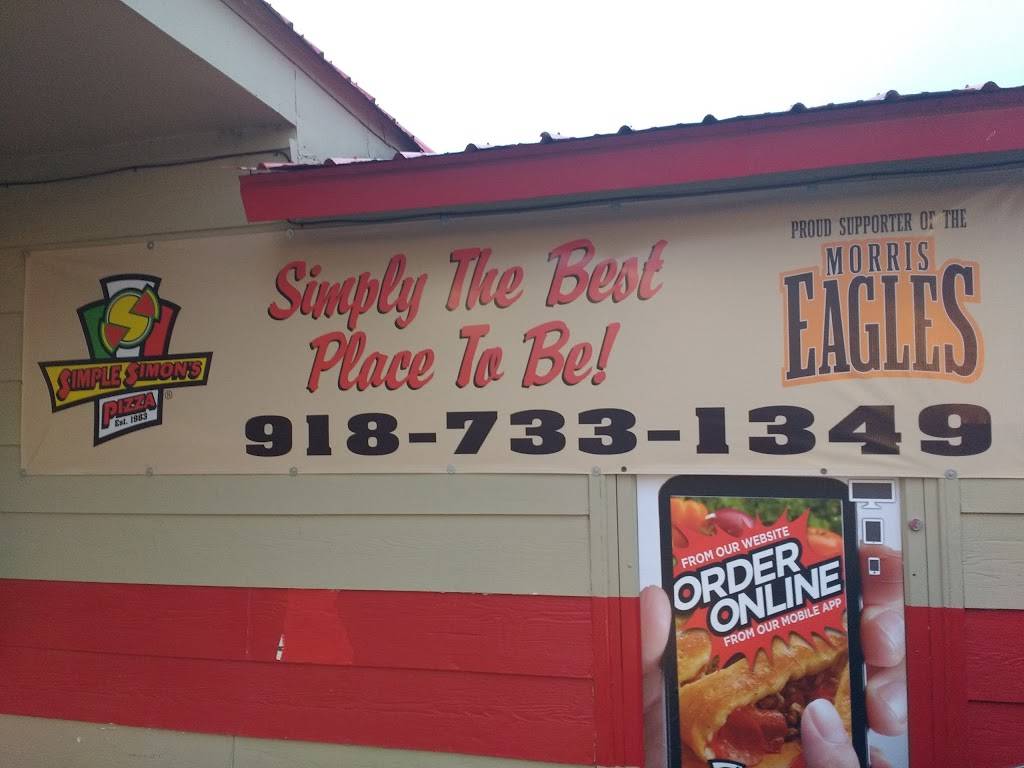 SIMPLE SIMON'S
PIZZA
®
Est. 1983
Simply The Best
Place To Be!
918-733-1349
PROUD SUPPORTER OF THE
MORRIS
EAGLES
FROM OUR WEBSITE
ORDER
ONLINE
FROM OUR MOBILE APP